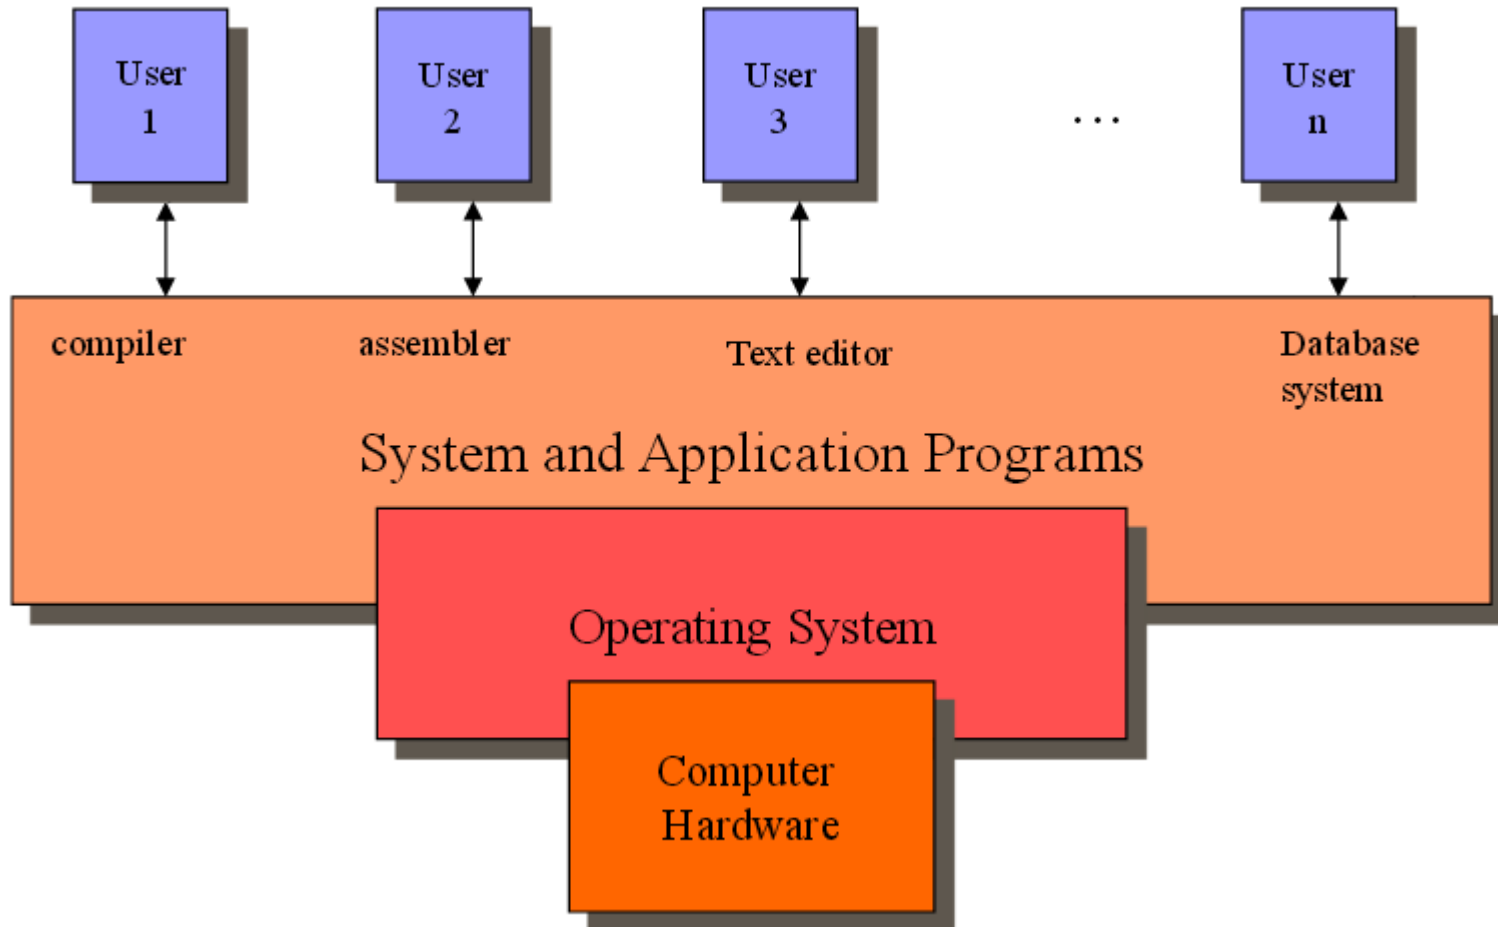 User
1
User
2
User
3
...
User
n
compiler
assembler
Text editor
Database
system
System and Application Programs
Operating System
Computer
Hardware